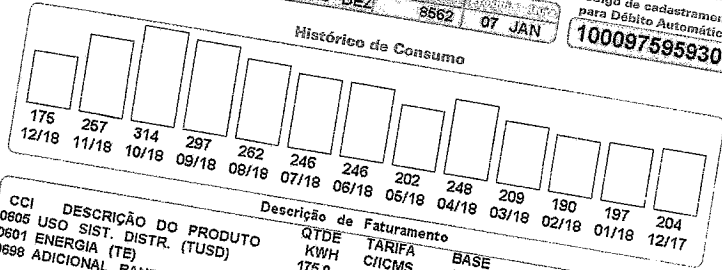 DEZ 8562 07 JAN
de cadastramen
para Débito Automátic
100097595930
Histórico de Consumo
175 257 314 297 262 246 246 202 248 209 190 197 204
12/18 11/18 10/18 09/18 08/18 07/18 06/18 05/18 04/18 03/18 02/18 01/18 12/17
Descrição de Faturamento
CCI DESCRIÇÃO DO PRODUTO QTDE TARIFA BASE
0605 USO SIST. DISTR. (TUSD) KWH C/ICMS
0601 ENERGIA (TE) 175,0
0698 ADICIONAL